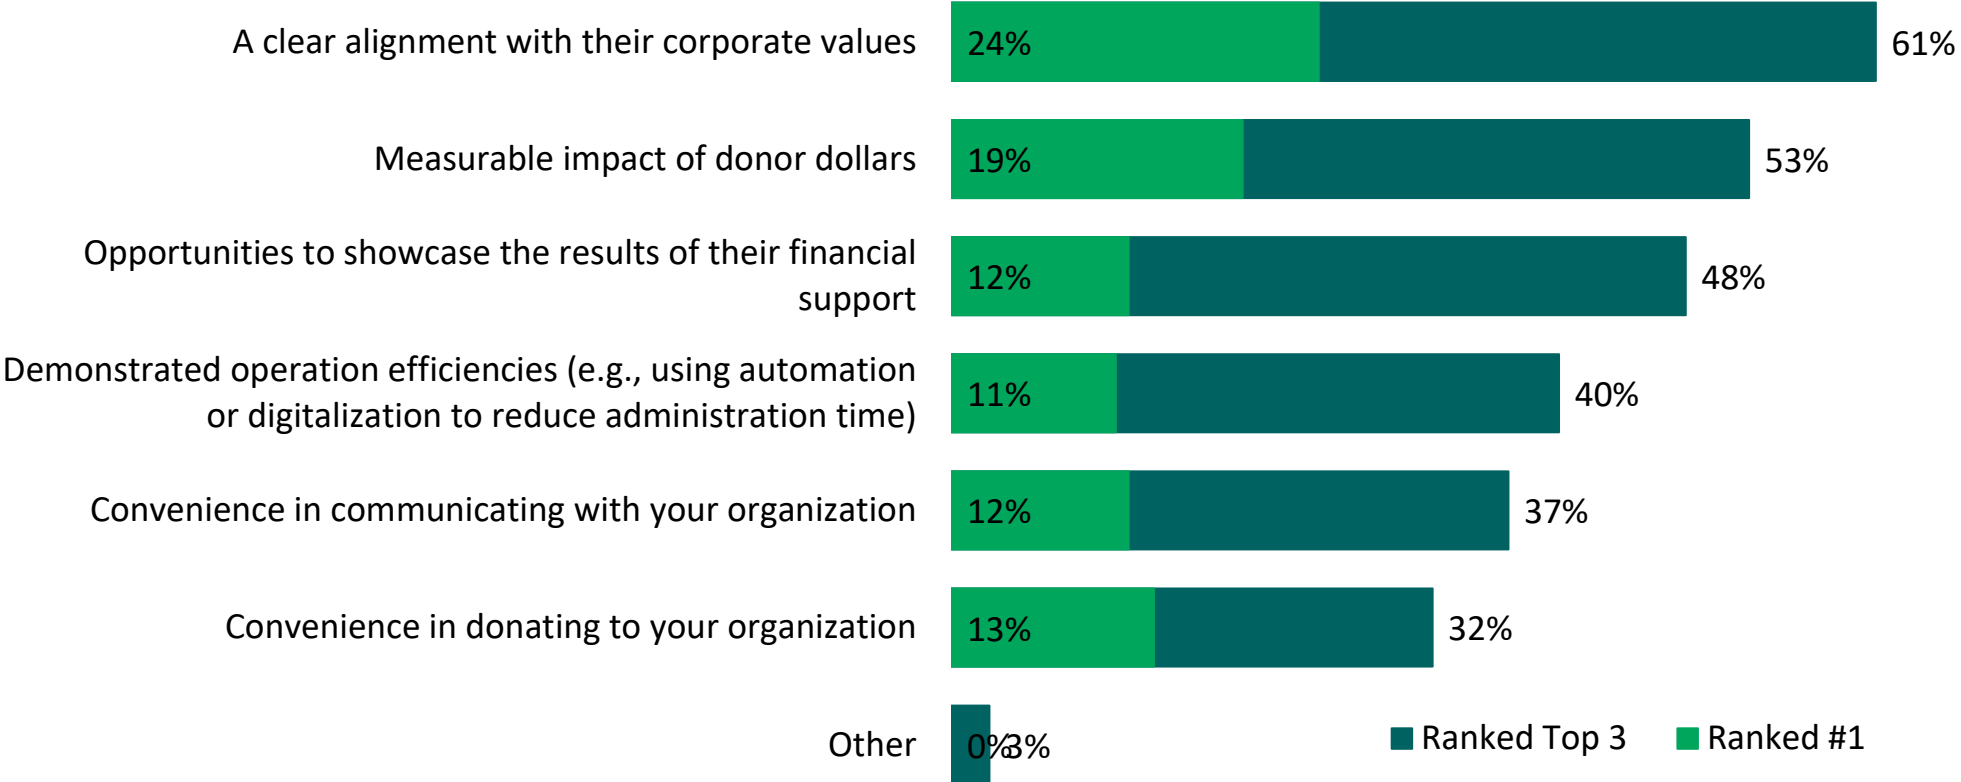 A clear alignment with their corporate values
24%
61%
Measurable impact of donor dollars
19%
53%
Opportunities to showcase the results of their financial
support
12%
48%
Demonstrated operation efficiencies (e.g., using automation
or digitalization to reduce administration time)
11%
40%
Convenience in communicating with your organization
12%
37%
Convenience in donating to your organization
13%
32%
Other
0%
3%
Ranked Top 3
Ranked #1